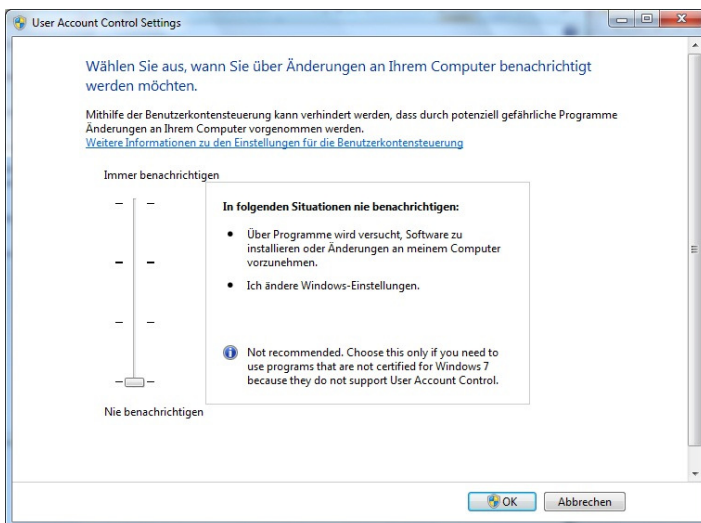 User Account Control Settings
Wählen Sie aus, wann Sie über Änderungen an Ihrem Computer benachrichtigt
werden möchten.
Mithilfe der Benutzerkontensteuerung kann verhindert werden, dass durch potenziell gefährliche Programme
Änderungen an Ihrem Computer vorgenommen werden.
Weitere Informationen zu den Einstellungen für die Benutzerkontensteuerung
Immer benachrichtigen
In folgenden Situationen nie benachrichtigen:
Über Programme wird versucht, Software zu
installieren oder Änderungen an meinem Computer
vorzunehmen.
Ich ändere Windows-Einstellungen.
Not recommended. Choose this only if you need to
use programs that are not certified for Windows 7
because they do not support User Account Control.
Nie benachrichtigen
OK
Abbrechen